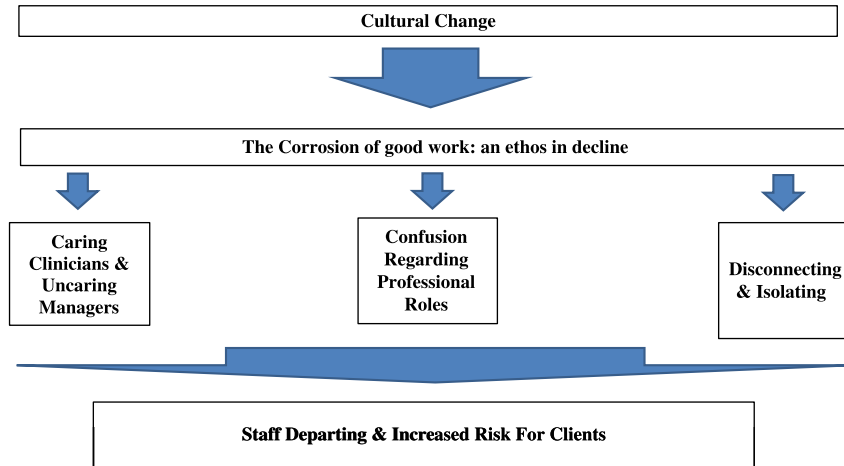 Cultural Change
The Corrosion of good work: an ethos in decline
Caring
Clinicians &
Uncaring
Managers
Confusion
Regarding
Professional
Roles
Disconnecting
& Isolating
Staff Departing & Increased Risk For Clients